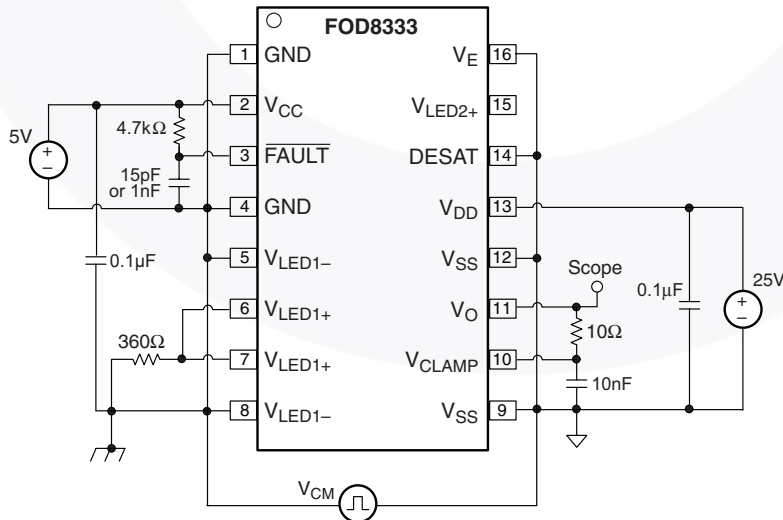 FOD8333
1 GND
2 VCC
3 FAULT
4 GND
5 VLED1–
6 VLED1+
7 VLED1+
8 VLED1–
VE 16
VLED2+ 15
DESAT 14
VDD 13
VSS 12
VO 11
VCLAMP 10
VSS 9
5V
+
–
4.7kΩ
15pF
or 1nF
0.1µF
360Ω
Scope
10Ω
10nF
0.1µF
25V
+
–
VCM